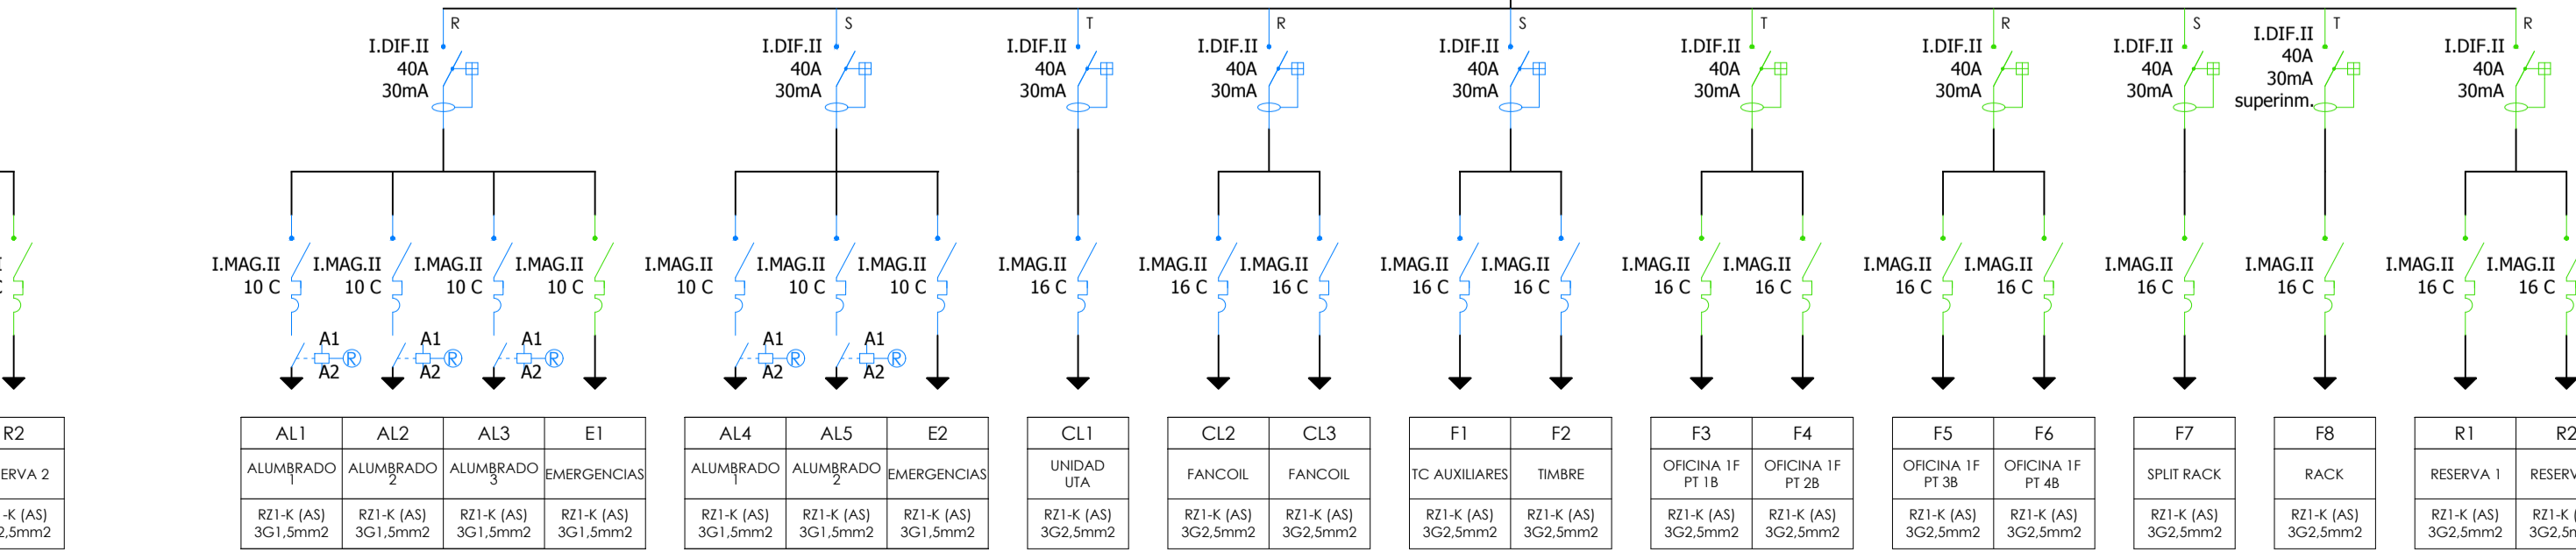 R
S
T
R
S
T
R
S
T
R
I.DIF.II
40A
30mA
I.DIF.II
40A
30mA
I.DIF.II
40A
30mA
I.DIF.II
40A
30mA
I.DIF.II
40A
30mA
I.DIF.II
40A
30mA
I.DIF.II
40A
30mA
I.DIF.II
40A
30mA
I.DIF.II
40A
30mA
superinm.
I.DIF.II
40A
30mA
I.MAG.II
10 C
I.MAG.II
10 C
I.MAG.II
10 C
I.MAG.II
10 C
I.MAG.II
10 C
I.MAG.II
10 C
I.MAG.II
10 C
I.MAG.II
16 C
I.MAG.II
16 C
I.MAG.II
16 C
I.MAG.II
16 C
I.MAG.II
16 C
I.MAG.II
16 C
I.MAG.II
16 C
I.MAG.II
16 C
I.MAG.II
16 C
I.MAG.II
16 C
I.MAG.II
16 C
I.MAG.II
16 C
I.MAG.II
16 C
A1
R
A2
A1
R
A2
A1
R
A2
A1
R
A2
A1
R
A2
R2
ERVA 2
-K (AS)
2,5mm2
AL1
ALUMBRADO
1
RZ1-K (AS)
3G1,5mm2
AL2
ALUMBRADO
2
RZ1-K (AS)
3G1,5mm2
AL3
ALUMBRADO
3
RZ1-K (AS)
3G1,5mm2
E1
EMERGENCIAS
RZ1-K (AS)
3G1,5mm2
AL4
ALUMBRADO
1
RZ1-K (AS)
3G1,5mm2
AL5
ALUMBRADO
2
RZ1-K (AS)
3G1,5mm2
E2
EMERGENCIAS
RZ1-K (AS)
3G1,5mm2
CL1
UNIDAD
UTA
RZ1-K (AS)
3G2,5mm2
CL2
FANCOIL
RZ1-K (AS)
3G2,5mm2
CL3
FANCOIL
RZ1-K (AS)
3G2,5mm2
F1
TC AUXILIARES
RZ1-K (AS)
3G2,5mm2
F2
TIMBRE
RZ1-K (AS)
3G2,5mm2
F3
OFICINA 1F
PT 1B
RZ1-K (AS)
3G2,5mm2
F4
OFICINA 1F
PT 2B
RZ1-K (AS)
3G2,5mm2
F5
OFICINA 1F
PT 3B
RZ1-K (AS)
3G2,5mm2
F6
OFICINA 1F
PT 4B
RZ1-K (AS)
3G2,5mm2
F7
SPLIT RACK
RZ1-K (AS)
3G2,5mm2
F8
RACK
RZ1-K (AS)
3G2,5mm2
R1
RESERVA 1
RZ1-K (AS)
3G2,5mm2
R2
RESERV
RZ1-K (
3G2,5m